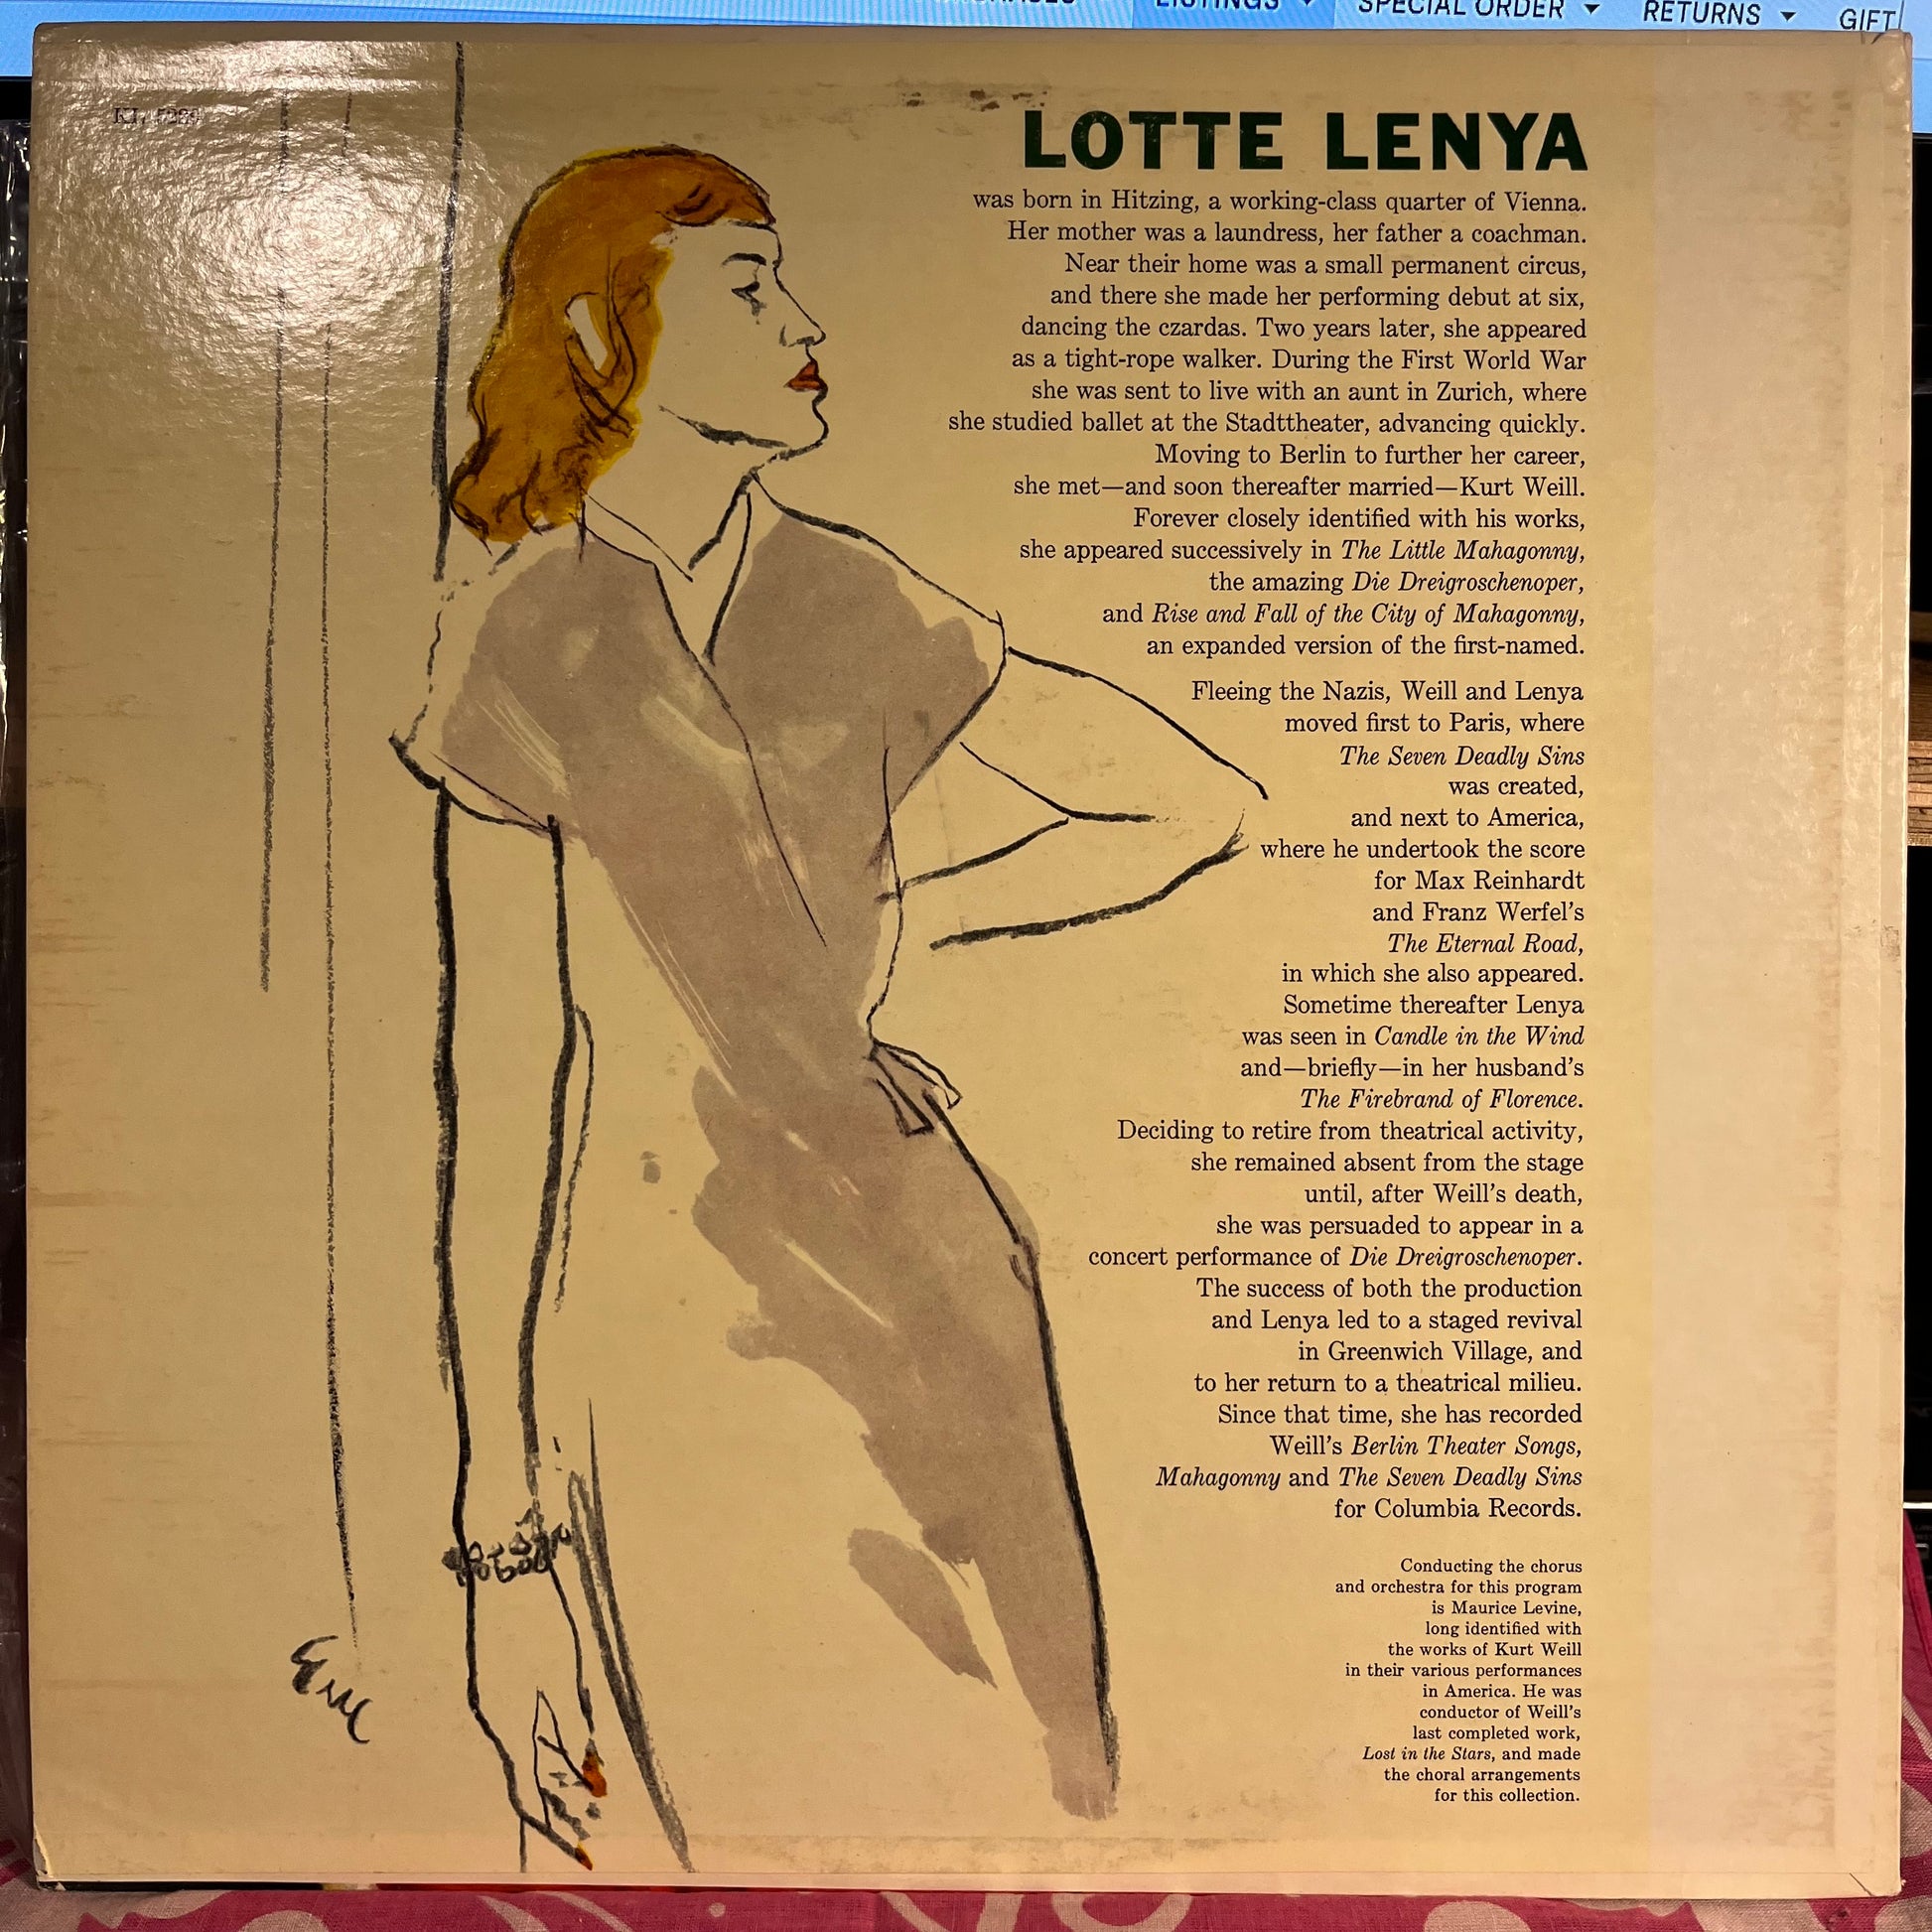 LISTINGS
SPECIAL ORDER
RETURNS
GIFT
LOTTE LENYA
was born in Hitzing, a working-class quarter of Vienna.
Her mother was a laundress, her father a coachman.
Near their home was a small permanent circus,
and there she made her performing debut at six,
dancing the czardas. Two years later, she appeared
as a tight-rope walker. During the First World War
she was sent to live with an aunt in Zurich, where
she studied ballet at the Stadttheater, advancing quickly.
Moving to Berlin to further her career,
she met—and soon thereafter married—Kurt Weill.
Forever closely identified with his works,
she appeared successively in The Little Mahagonny,
the amazing Die Dreigroschenoper,
and Rise and Fall of the City of Mahagonny,
an expanded version of the first-named.
Fleeing the Nazis, Weill and Lenya
moved first to Paris, where
The Seven Deadly Sins
was created,
and next to America,
where he undertook the score
for Max Reinhardt
and Franz Werfel's
The Eternal Road,
in which she also appeared.
Sometime thereafter Lenya
was seen in Candle in the Wind
and—briefly—in her husband's
The Firebrand of Florence.
Deciding to retire from theatrical activity,
she remained absent from the stage
until, after Weill's death,
she was persuaded to appear in a
concert performance of Die Dreigroschenoper.
The success of both the production
and Lenya led to a staged revival
in Greenwich Village, and
to her return to a theatrical milieu.
Since that time, she has recorded
Weill's Berlin Theater Songs,
Mahagonny and The Seven Deadly Sins
for Columbia Records.
Conducting the chorus
and orchestra for this program
is Maurice Levine,
long identified with
the works of Kurt Weill
in their various performances
in America. He was
conductor of Weill's
last completed work,
Lost in the Stars, and made
the choral arrangements
for this collection.
Eric